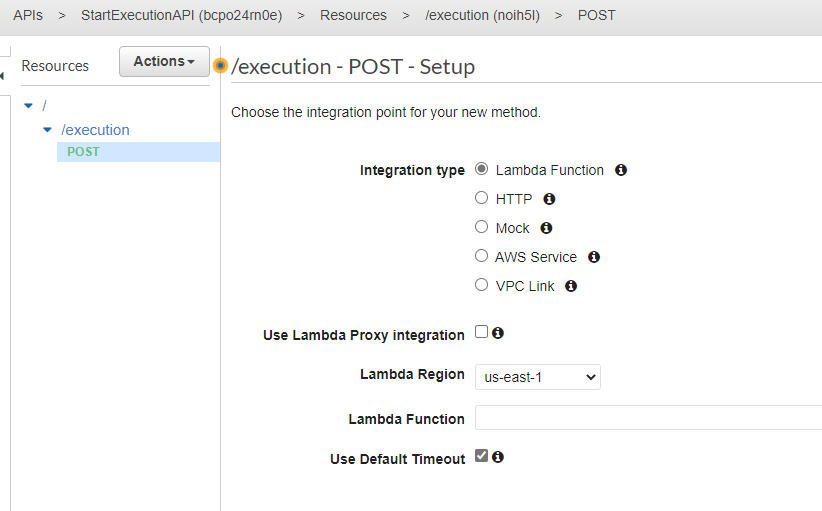 APIs > StartExecutionAPI (bcpo24rn0e) > Resources > /execution (noih5l) > POST
Resources
Actions
/execution - POST - Setup
/
/execution
POST
Choose the integration point for your new method.
Integration type
Lambda Function
HTTP
Mock
AWS Service
VPC Link
Use Lambda Proxy integration
Lambda Region us-east-1
Lambda Function
Use Default Timeout